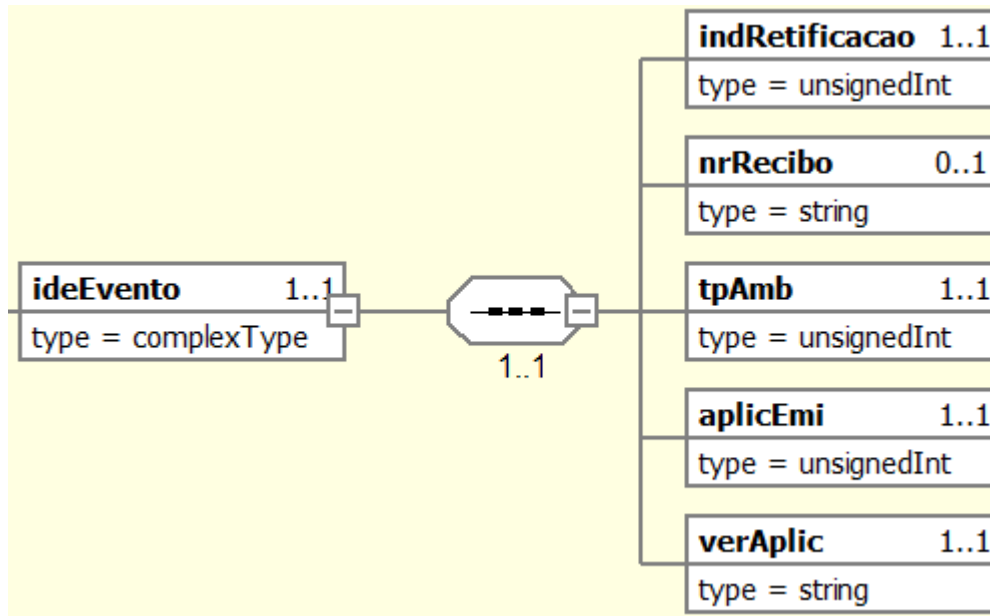 indRetificacao 1..1
type = unsignedInt
nrRecibo 0..1
type = string
ideEvento 1..1
type = complexType
1..1
tpAmb 1..1
type = unsignedInt
aplicEmi 1..1
type = unsignedInt
verAplic 1..1
type = string